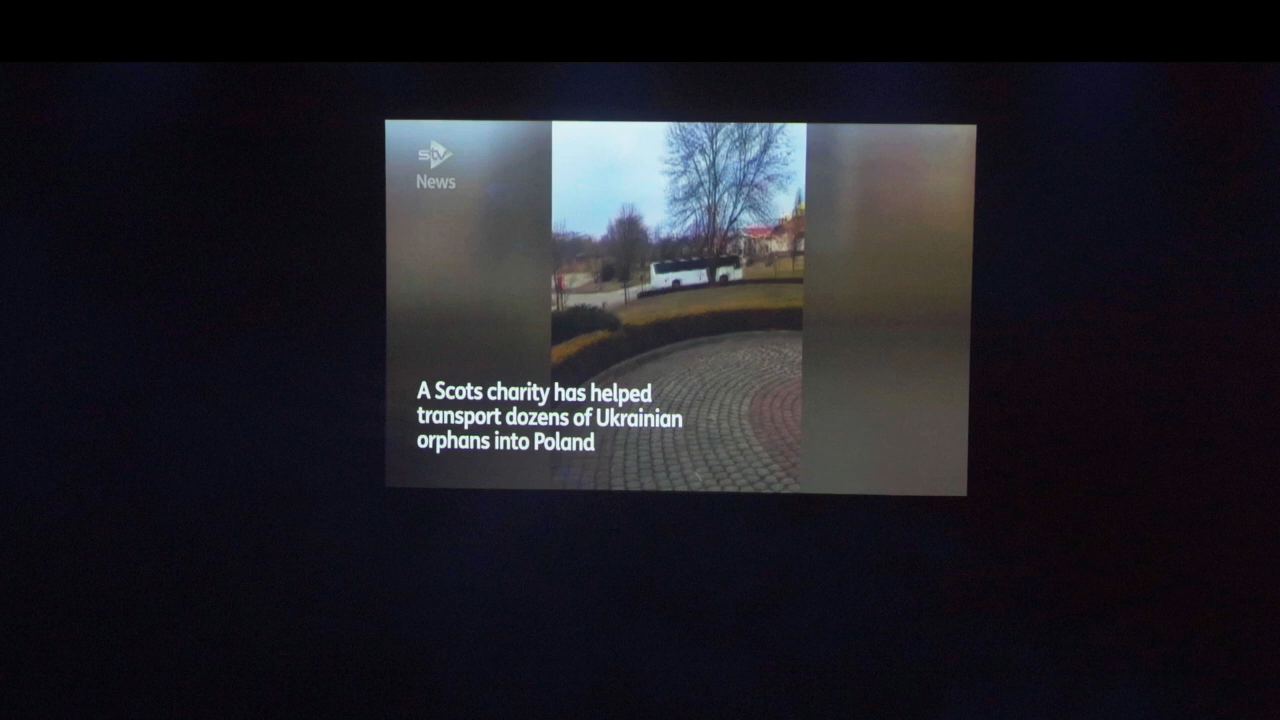 stv
News
A Scots charity has helped
transport dozens of Ukrainian
orphans into Poland